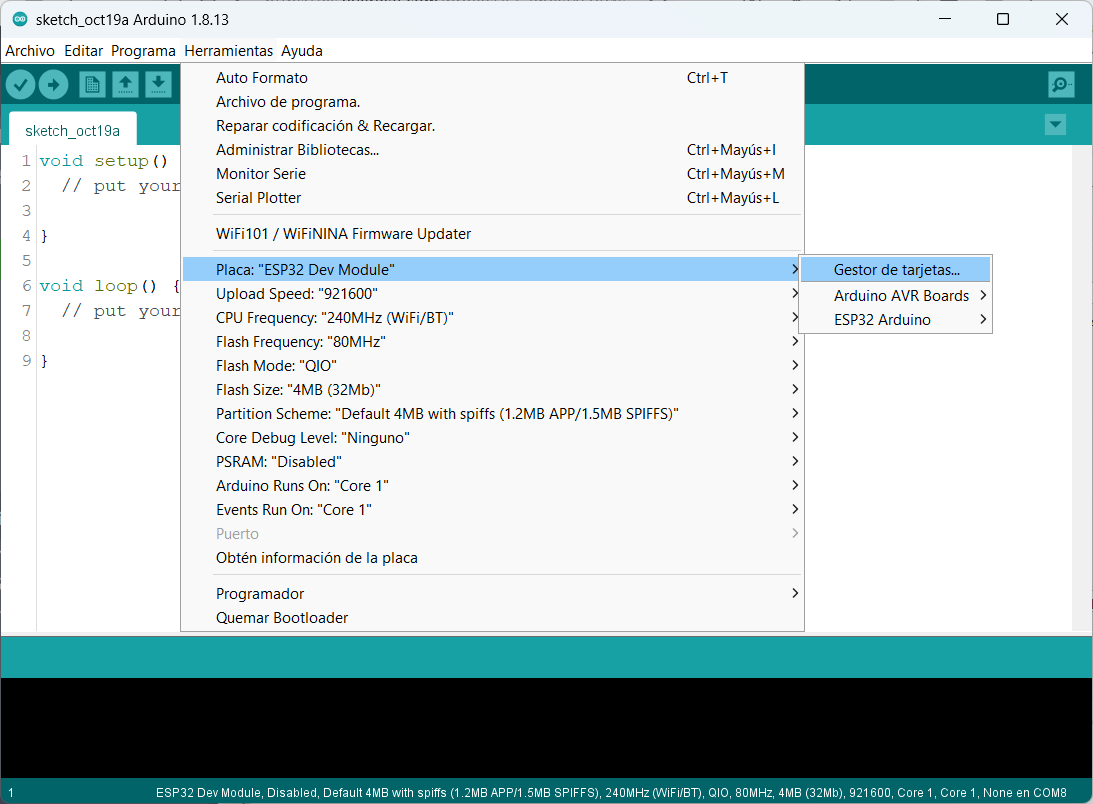 sketch_oct19a Arduino 1.8.13
Archivo Editar Programa Herramientas Ayuda
Auto Formato Ctrl+T
Archivo de programa.
Reparar codificación & Recargar.
Administrar Bibliotecas... Ctrl+Mayús+I
Monitor Serie Ctrl+Mayús+M
Serial Plotter Ctrl+Mayús+L
WiFi101 / WiFiNINA Firmware Updater
Placa: "ESP32 Dev Module"
Upload Speed: "921600"
CPU Frequency: "240MHz (WiFi/BT)"
Flash Frequency: "80MHz"
Flash Mode: "QIO"
Flash Size: "4MB (32Mb)"
Partition Scheme: "Default 4MB with spiffs (1.2MB APP/1.5MB SPIFFS)"
Core Debug Level: "Ninguno"
PSRAM: "Disabled"
Arduino Runs On: "Core 1"
Events Run On: "Core 1"
Puerto
Obtén información de la placa
Programador
Quemar Bootloader
Gestor de tarjetas...
Arduino AVR Boards
ESP32 Arduino
sketch_oct19a
1 void setup()
2 // put your
3
4 }
5
6 void loop() {
7 // put your
8
9 }
1 ESP32 Dev Module, Disabled, Default 4MB with spiffs (1.2MB APP/1.5MB SPIFFS), 240MHz (WiFi/BT), QIO, 80MHz, 4MB (32Mb), 921600, Core 1, Core 1, None en COM8